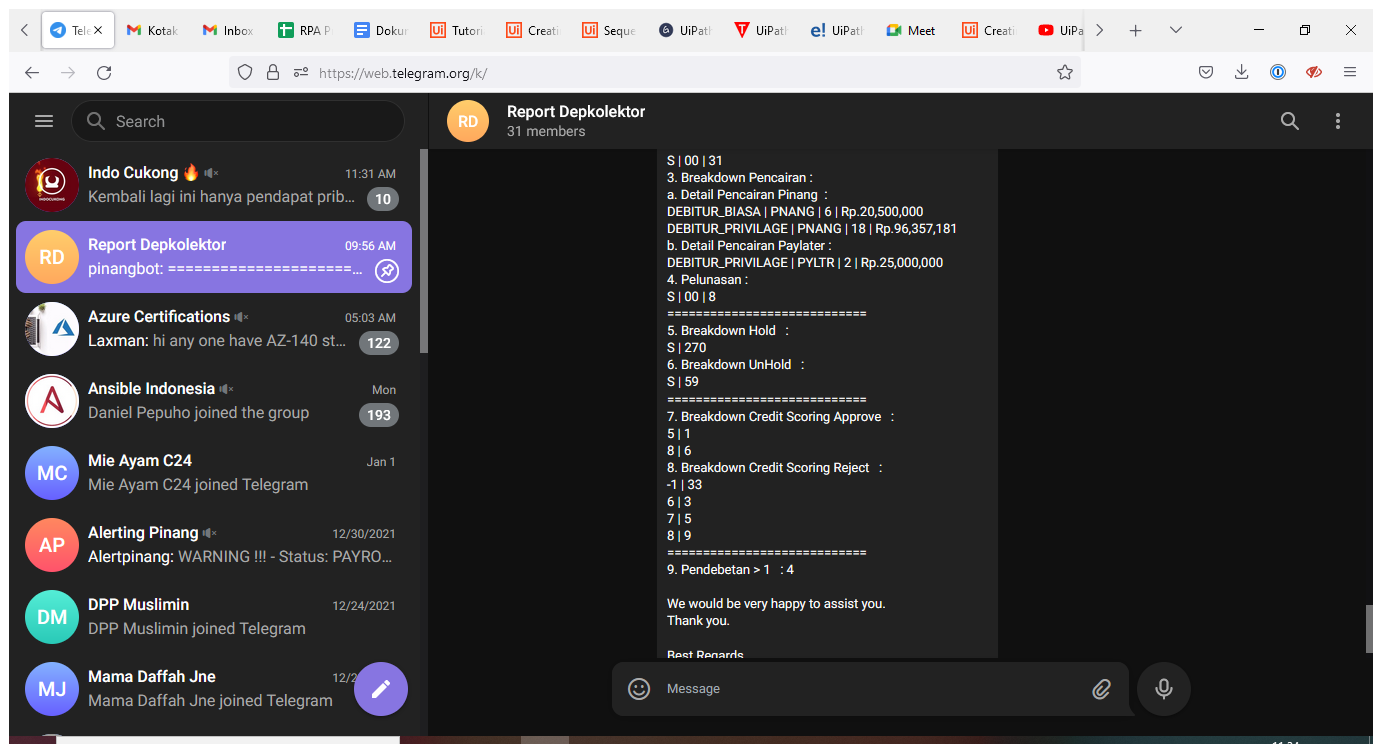 Tele
Kotak
Inbox
RPA P
Dokun
Tutori
Creati
Seque
UiPath
UiPath
UiPath
Meet
Creati
UiPa
https://web.telegram.org/k/
Search
Indo Cukong 🔥
11:31 AM
Kembali lagi ini hanya pendapat prib...
10
RD
Report Depkolektor
09:56 AM
pinangbot: =====================...
Azure Certifications
05:03 AM
Laxman: hi any one have AZ-140 st...
122
Ansible Indonesia
Mon
Daniel Pepuho joined the group
193
MC
Mie Ayam C24
Jan 1
Mie Ayam C24 joined Telegram
AP
Alerting Pinang
12/30/2021
Alertpinang: WARNING !!! - Status: PAYRO...
DM
DPP Muslimin
12/24/2021
DPP Muslimin joined Telegram
MJ
Mama Daffah Jne
12/2
Mama Daffah Jne joined Telegram
RD
Report Depkolektor
31 members
S | 00 | 31
3. Breakdown Pencairan :
a. Detail Pencairan Pinang :
DEBITUR_BIASA | PNANG | 6 | Rp.20,500,000
DEBITUR_PRIVILAGE | PNANG | 18 | Rp.96,357,181
b. Detail Pencairan Paylater :
DEBITUR_PRIVILAGE | PYLTR | 2 | Rp.25,000,000
4. Pelunasan :
S | 00 | 8
============================
5. Breakdown Hold :
S | 270
6. Breakdown UnHold :
S | 59
============================
7. Breakdown Credit Scoring Approve :
5 | 1
8 | 6
8. Breakdown Credit Scoring Reject :
-1 | 33
6 | 3
7 | 5
8 | 9
============================
9. Pendebetan > 1 : 4
We would be very happy to assist you.
Thank you.
Best Regards
Message